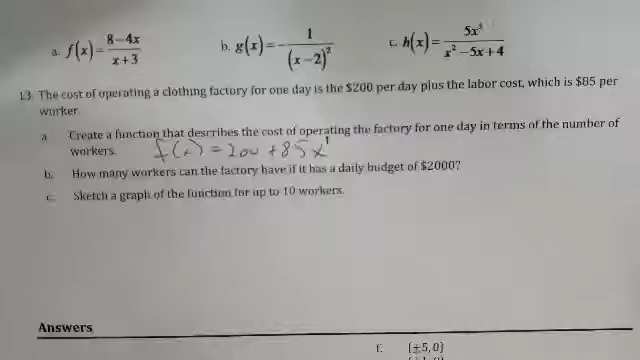 a. f(x)= 8-4x / x+3 b. g(x)=- 1 / (x-2)² c. h(x)= / x²-5x+4
13. The cost of operating a clothing factory for one day is the $200 per day plus the labor cost, which is $85 per
worker.
a. Create a function that describes the cost of operating the factory for one day in terms of the number of
workers. f(x) = 200 + 85x¹
b. How many workers can the factory have if it has a daily budget of $2000?
c. Sketch a graph of the function for up to 10 workers.
Answers
f. {±5,0}